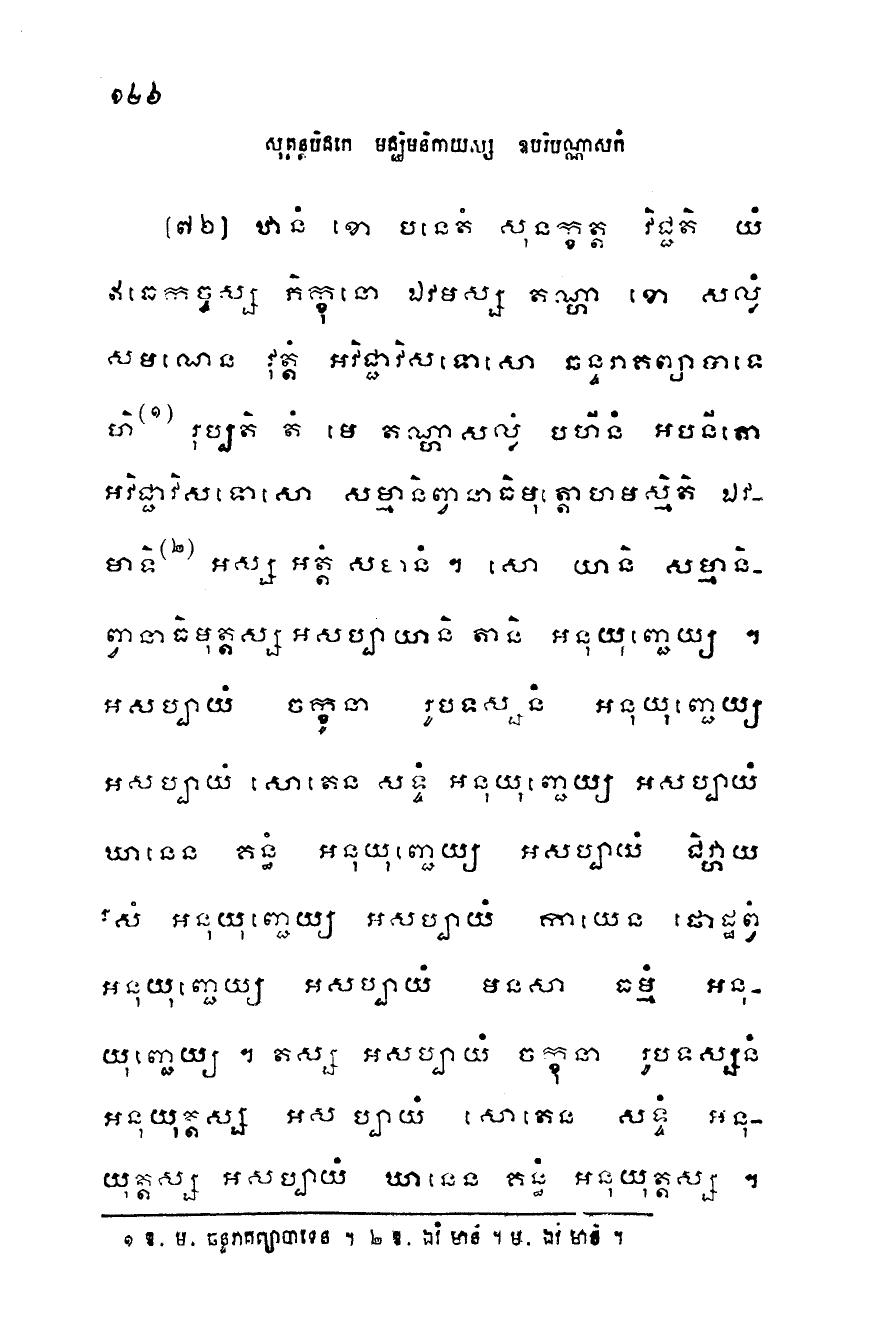 ១២៦
សុត្តន្តបិដកេ មជ្ឈិមនិកាយស្ស ឧបរិបណ្ណាសកំ
[៧២] ឋានំ ខោ បនេតំ សុនក្ខត្ត វិជ្ជតិ យំ
ឥធេកច្ចស្ស ភិក្ខុនោ ឯវមស្ស តណ្ហា ខោ សល្លំ
សមណេន វុត្តំ អវិជ្ជាវិសទោសោ ឆន្ទរាគព្យាបាទេ
ហិ(១) រុប្បតិ តំ មេ តណ្ហាសល្លំ បហីនំ អបនីតោ
អវិជ្ជាវិសទោសោ សម្មានិព្វានាធិមុត្តោហមស្មិតិ ឯវ-
មាទិ(២) អស្ស អត្តំ សមានំ ។ សោ យានិ សម្មានិ-
ព្វានាធិមុត្តស្ស អសប្បាយានិ តានិ អនុយុញ្ជេយ្យ ។
អសប្បាយំ ចក្ខុនា រូបទស្សនំ អនុយុញ្ជេយ្យ
អសប្បាយំ សោតេន សទ្ទំ អនុយុញ្ជេយ្យ អសប្បាយំ
ឃានេន គន្ធំ អនុយុញ្ជេយ្យ អសប្បាយំ ជិវ្ហាយ
រសំ អនុយុញ្ជេយ្យ អសប្បាយំ កាយេន ផោដ្ឋព្វំ
អនុយុញ្ជេយ្យ អសប្បាយំ មនសា ធម្មំ អនុ-
យុញ្ជេយ្យ ។ តស្ស អសប្បាយំ ចក្ខុនា រូបទស្សនំ
អនុយុត្តស្ស អសប្បាយំ សោតេន សទ្ទំ អនុ-
យុត្តស្ស អសប្បាយំ ឃានេន គន្ធំ អនុយុត្តស្ស ។
១ ឱ. ម. ឆន្ទរាគព្យាបាទេន ។ ២ ឱ. ឯវំ មានិ ។ ម. ឯវំ មានិ ។